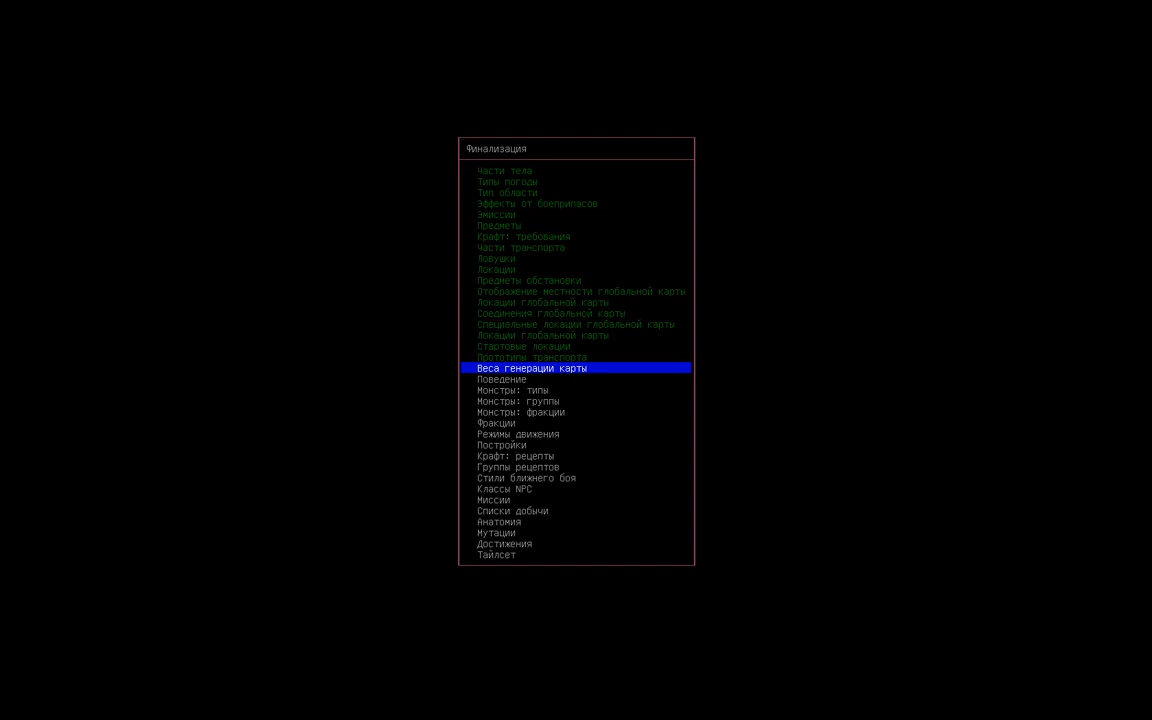 Финализация
Части тела
Типы погоды
Тип области
Эффекты от боеприпасов
Эмиссии
Предметы
Крафт: требования
Части транспорта
Ловушки
Локации
Предметы обстановки
Отображение местности глобальной карты
Локации глобальной карты
Соединения глобальной карты
Специальные локации глобальной карты
Локации глобальной карты
Стартовые локации
Прототипы транспорта
Веса генерации карты
Поведение
Монстры: типы
Монстры: группы
Монстры: фракции
Фракции
Режимы движения
Постройки
Крафт: рецепты
Группы рецептов
Стили ближнего боя
Классы NPC
Миссии
Списки добычи
Анатомия
Мутации
Достижения
Тайлсет